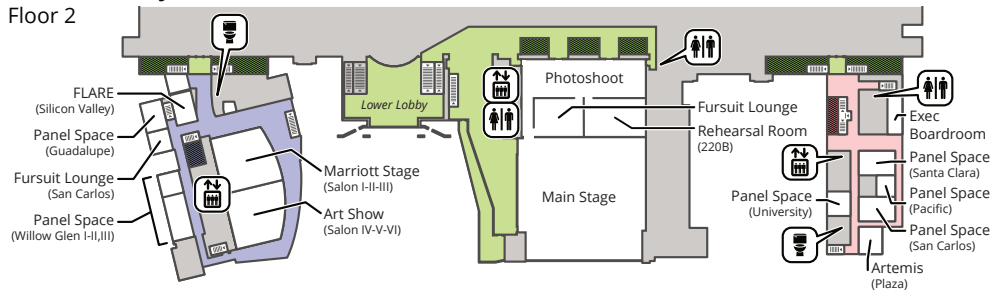 Floor 2
FLARE
(Silicon Valley)
Panel Space
(Guadalupe)
Fursuit Lounge
(San Carlos)
Panel Space
(Willow Glen I-II,III)
Marriott Stage
(Salon I-II-III)
Art Show
(Salon IV-V-VI)
Lower Lobby
Photoshoot
Fursuit Lounge
Rehearsal Room
(220B)
Main Stage
Exec
Boardroom
Panel Space
(Santa Clara)
Panel Space
(Pacific)
Panel Space
(San Carlos)
Panel Space
(University)
Artemis
(Plaza)